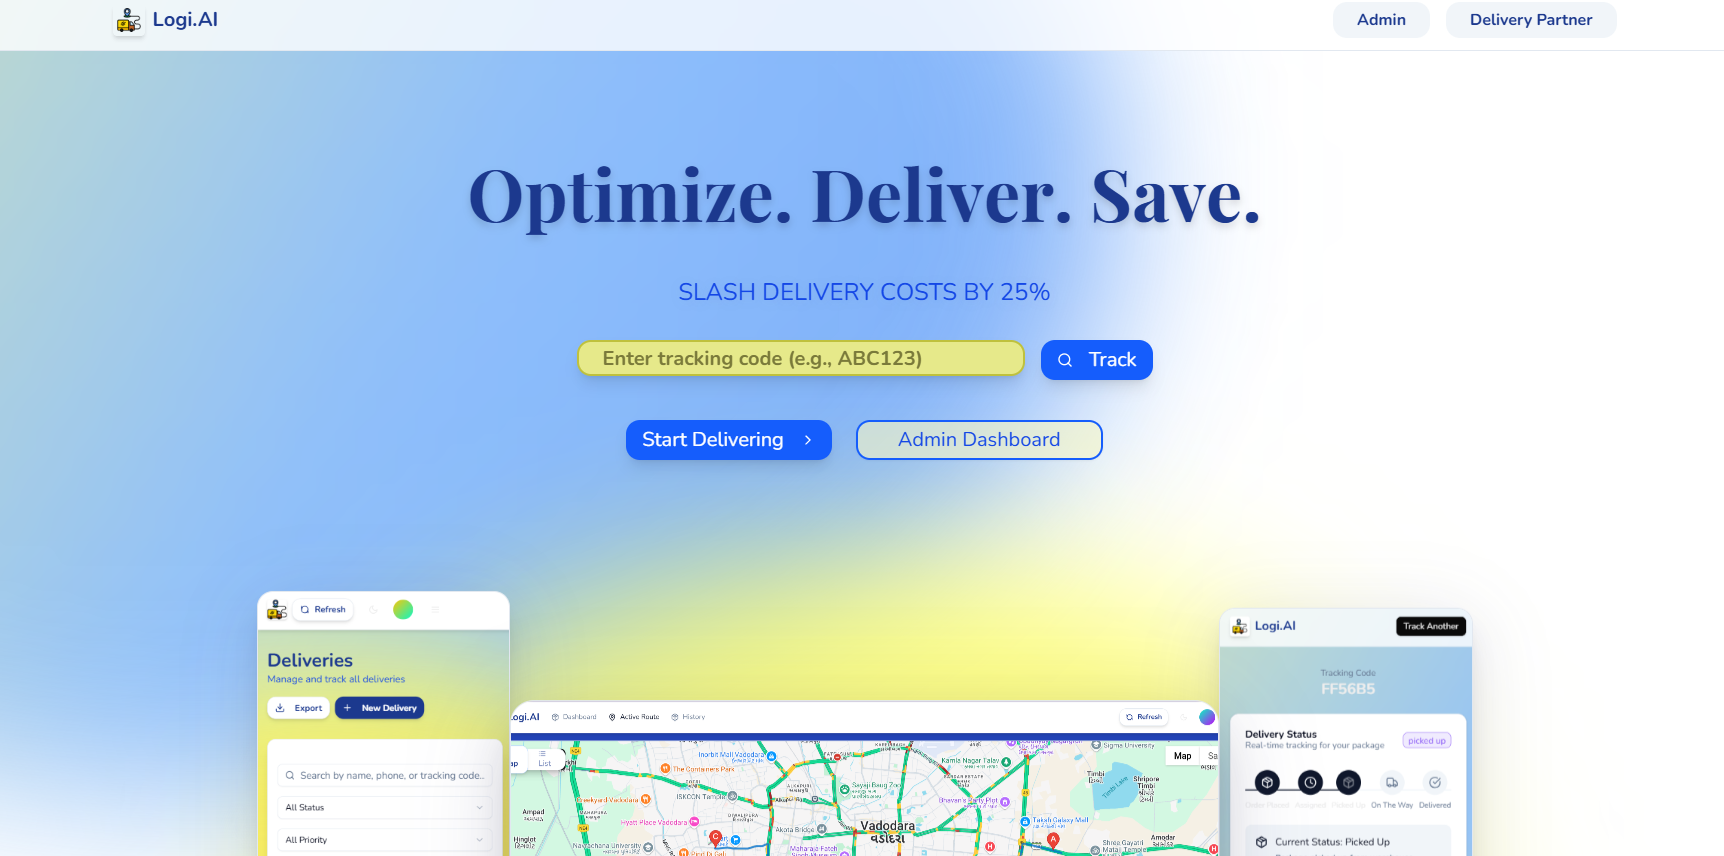 Logi.AI
Admin
Delivery Partner
Optimize. Deliver. Save.
SLASH DELIVERY COSTS BY 25%
Enter tracking code (e.g., ABC123)
Track
Start Delivering
Admin Dashboard
Refresh
Deliveries
Manage and track all deliveries
Export
New Delivery
Search by name, phone, or tracking code..
All Status
All Priority
Logi.AI
Dashboard
Active Route
History
Refresh
List
Map
Inorbit Mall Vadodara
The Containers Park
ISKCON Temple
Creekyard-Vadodara
Ampad
Hyatt Place Vadodara
Hinglot
Navrachana University
Akota Bridge
Sayaji Baug Zoo
Kamla Nagar Talav
Bhavan's Party Plot
Vadodara
વડોદરા
C
A
Sigma University
Timbi
ટિમ્બી
Timbi Lake
Shripore
Timbi
Takash Galaxy Mall
Amodar
Shree Gayatri
Logi.AI
Track Another
Tracking Code
FF56B5
Delivery Status
Real-time tracking for your package
picked up
Order Placed
Assigned
Picked Up
On The Way
Delivered
Current Status: Picked Up